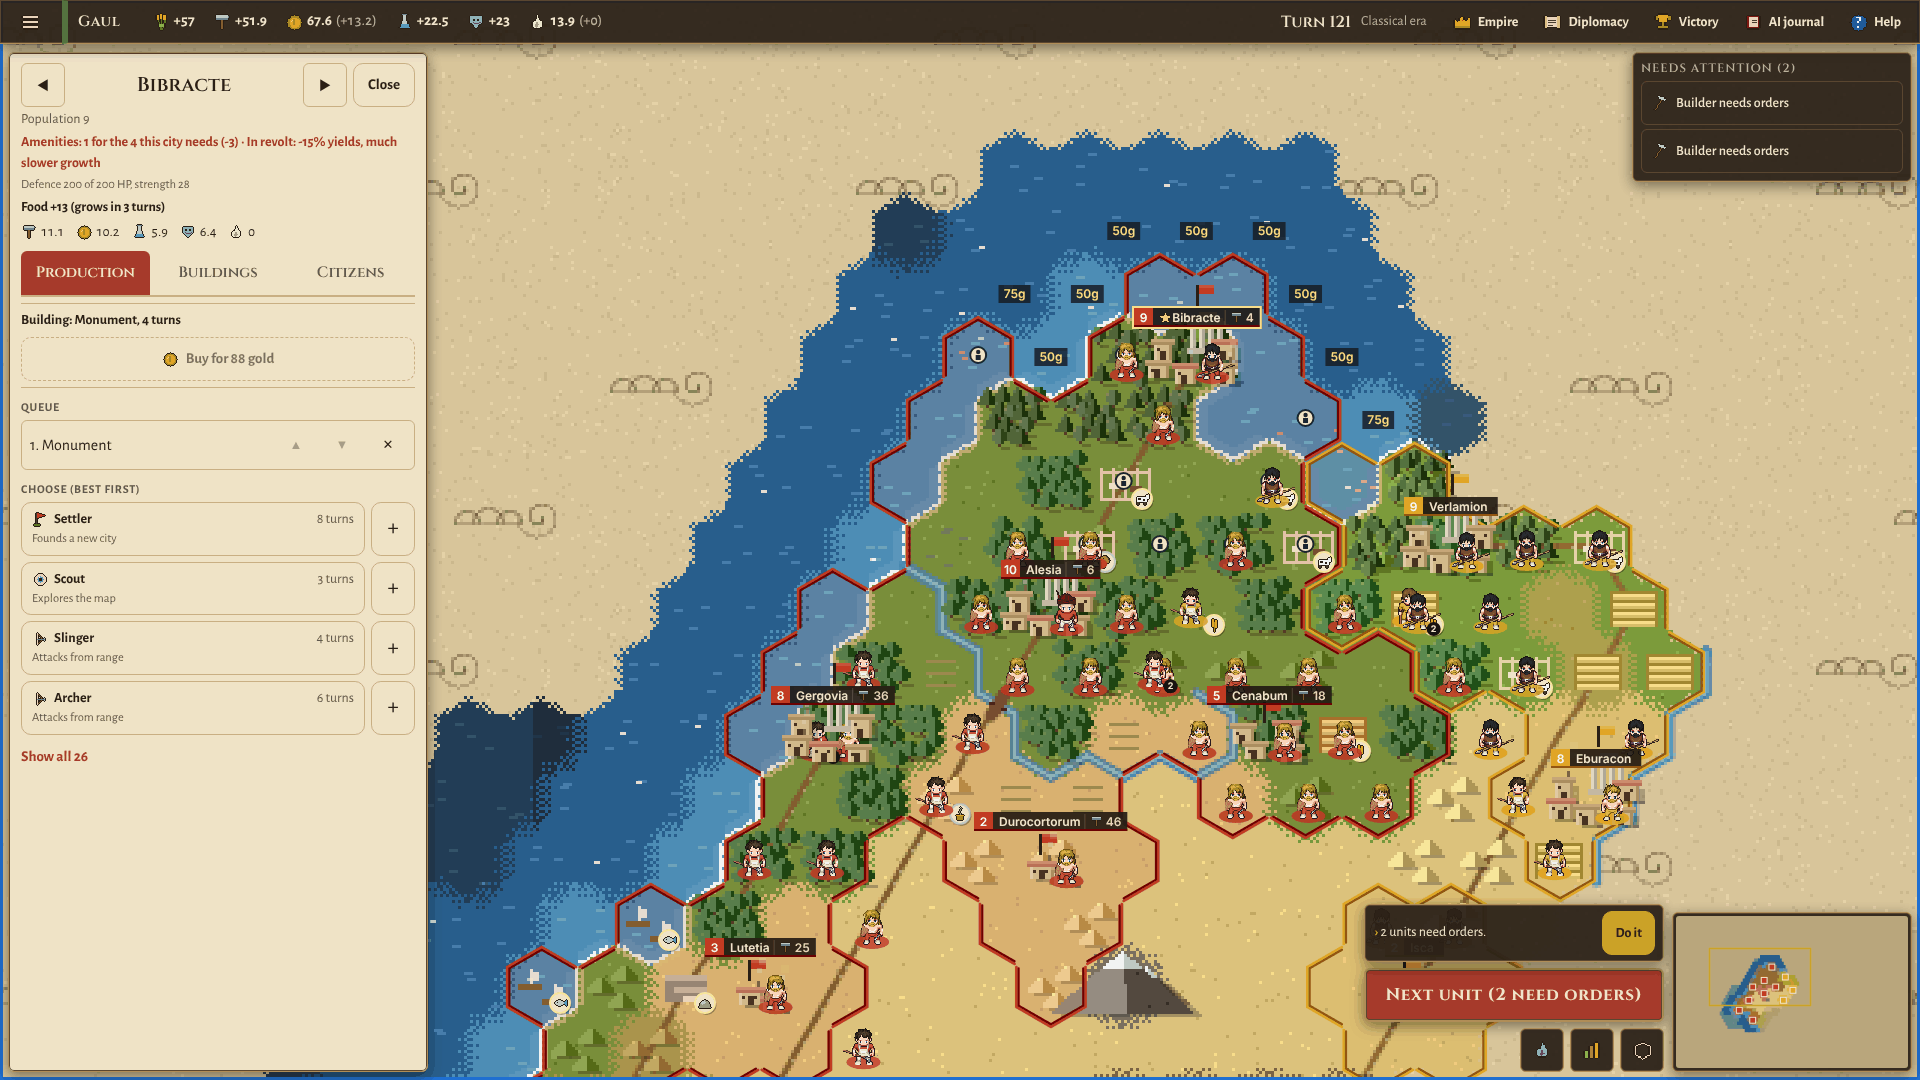 GAUL
+57
+51.9
67.6 (+13.2)
+22.5
+23
13.9 (+0)
TURN 121 Classical era
Empire
Diplomacy
Victory
AI journal
Help
BIBRACTE
Close
Population 9
Amenities: 1 for the 4 this city needs (-3) · In revolt: -15% yields, much
slower growth
Defence 200 of 200 HP, strength 28
Food +13 (grows in 3 turns)
11.1 10.2 5.9 6.4 0
PRODUCTION BUILDINGS CITIZENS
Building: Monument, 4 turns
Buy for 88 gold
QUEUE
1. Monument
CHOOSE (BEST FIRST)
Settler 8 turns
Founds a new city
+
Scout 3 turns
Explores the map
+
Slinger 4 turns
Attacks from range
+
Archer 6 turns
Attacks from range
+
Show all 26
NEEDS ATTENTION (2)
Builder needs orders
Builder needs orders
50g 50g 50g
75g 50g 50g
9 ★Bibracte 4
50g 50g
75g
9 Verlamion
10 Alesia 6
2
2
8 Gergovia 36
5 Cenabum 18
8 Eburacon
2 Durocortorum 46
3 Lutetia 25
› 2 units need orders.
Do it
NEXT UNIT (2 NEED ORDERS)